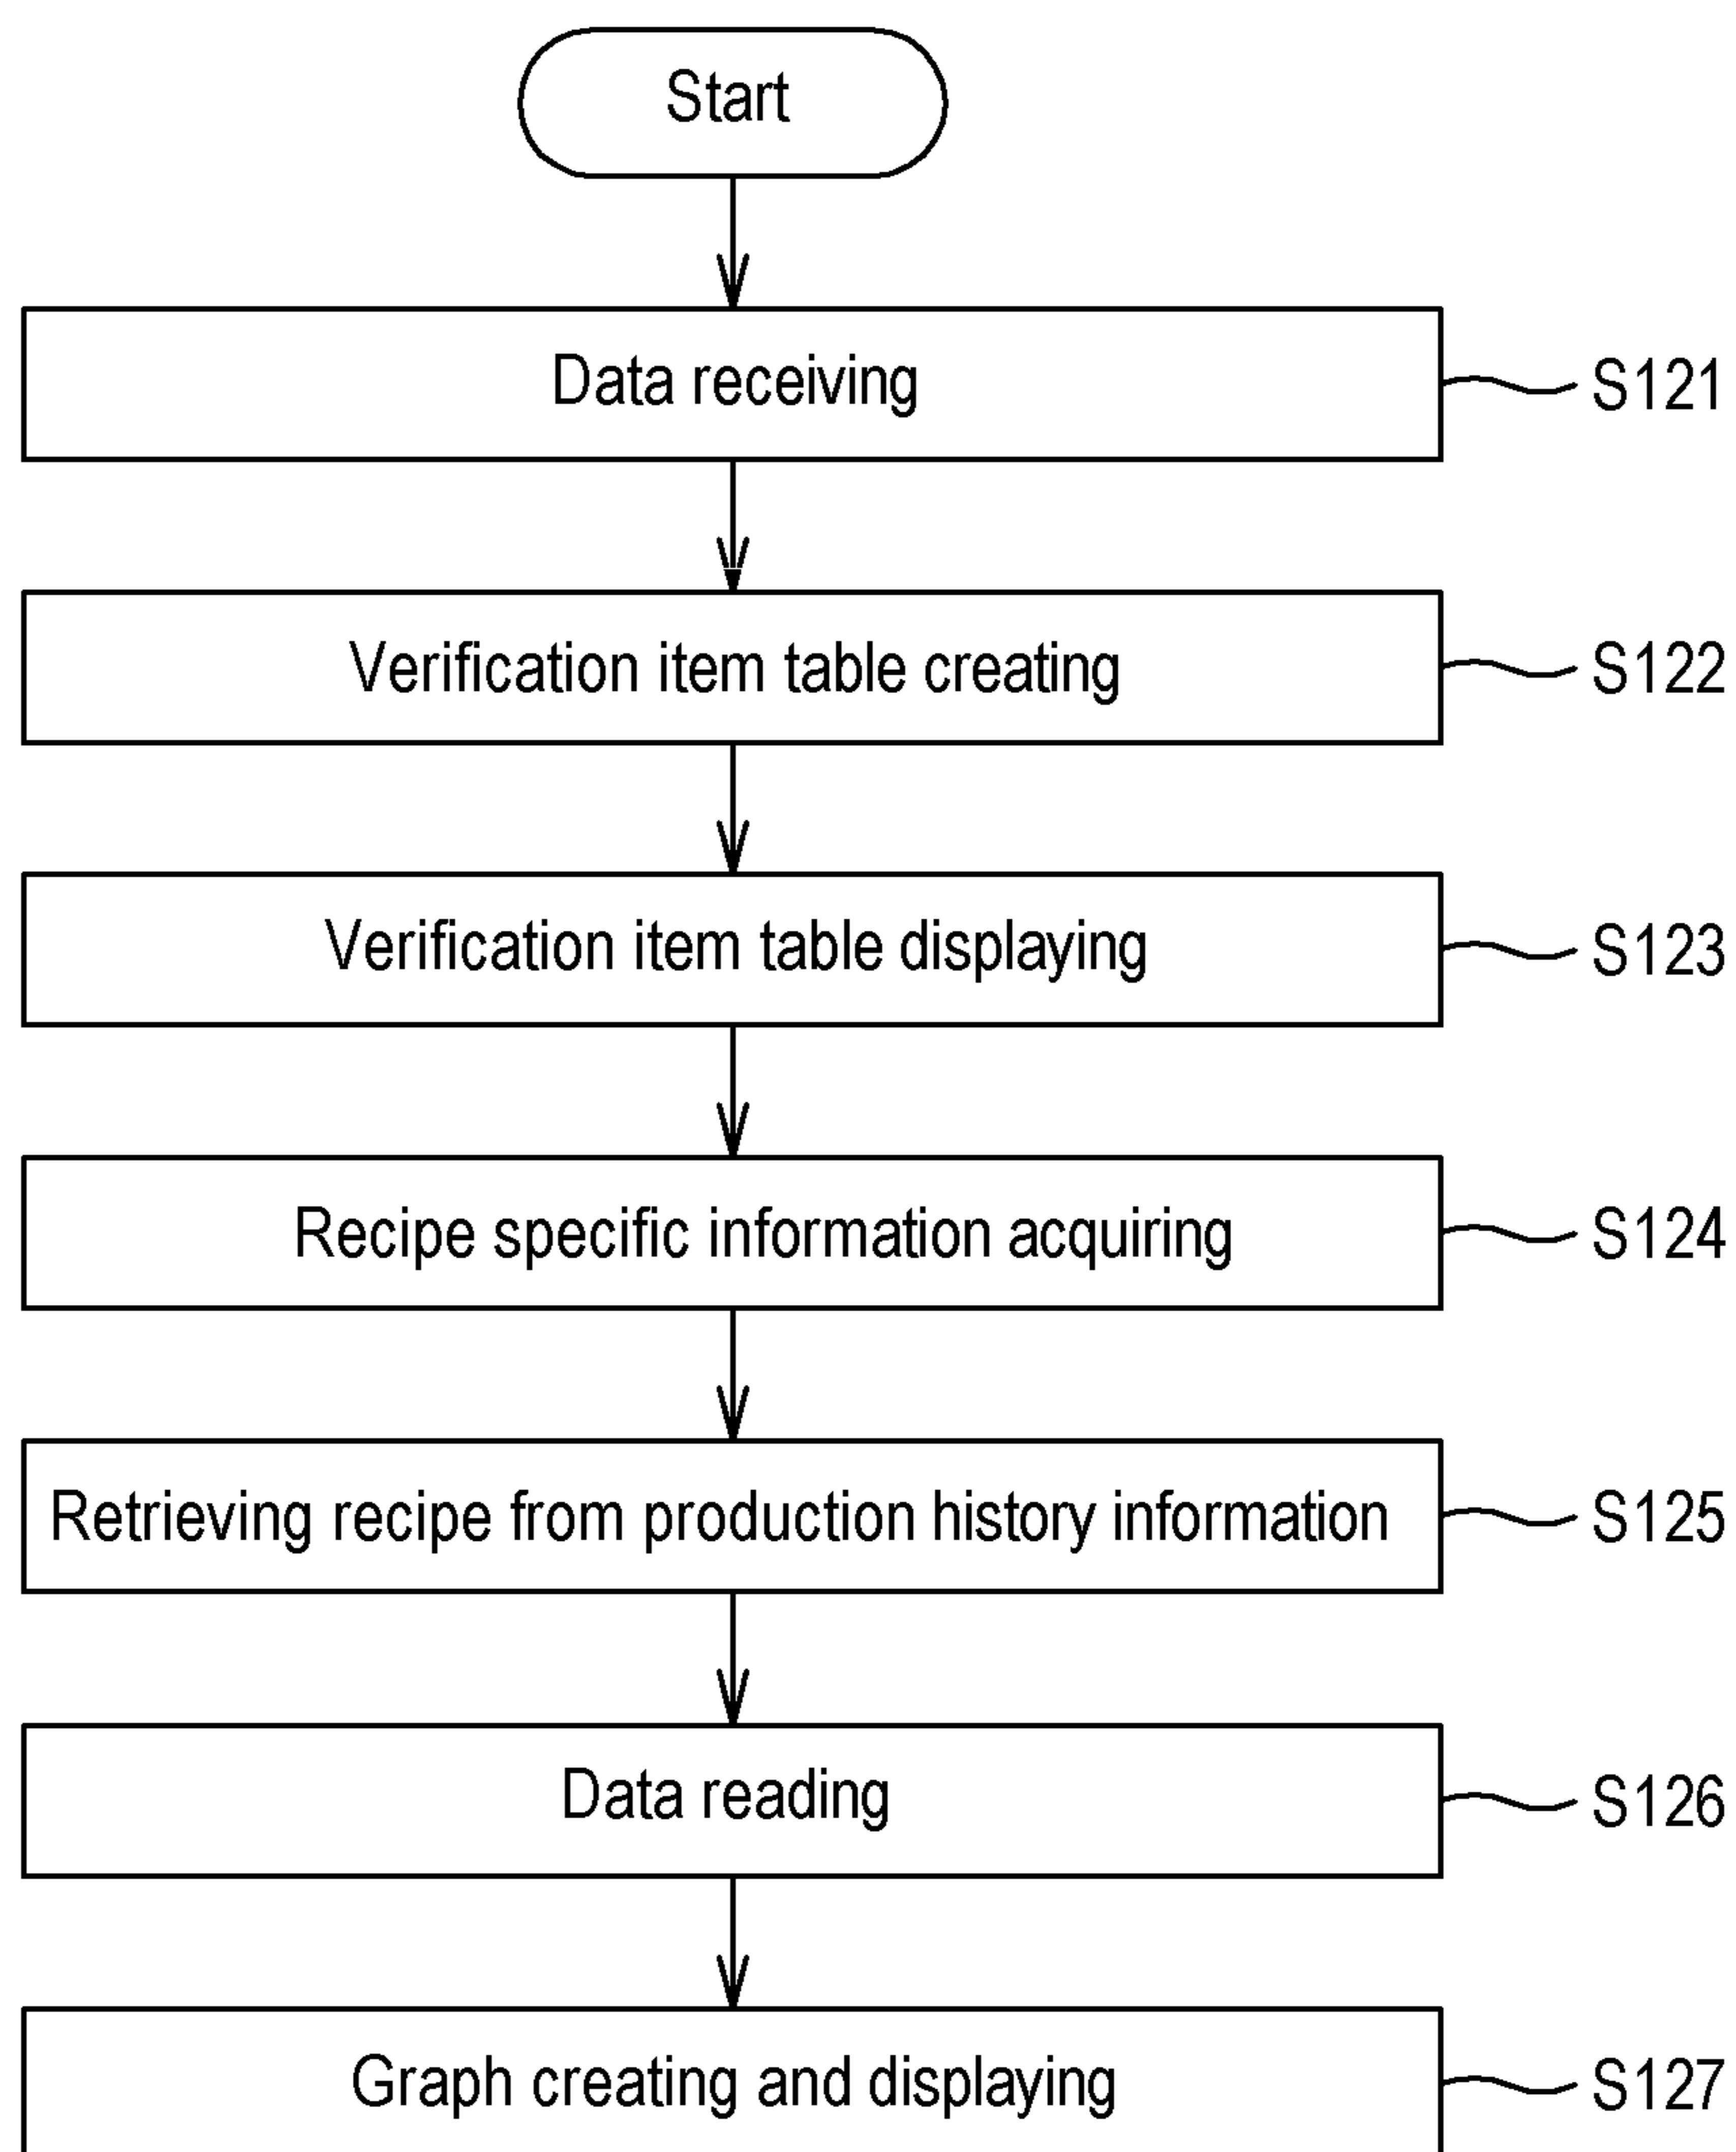 Start
Data receiving
S121
Verification item table creating
S122
Verification item table displaying
S123
Recipe specific information acquiring
S124
Retrieving recipe from production history information
S125
Data reading
S126
Graph creating and displaying
S127